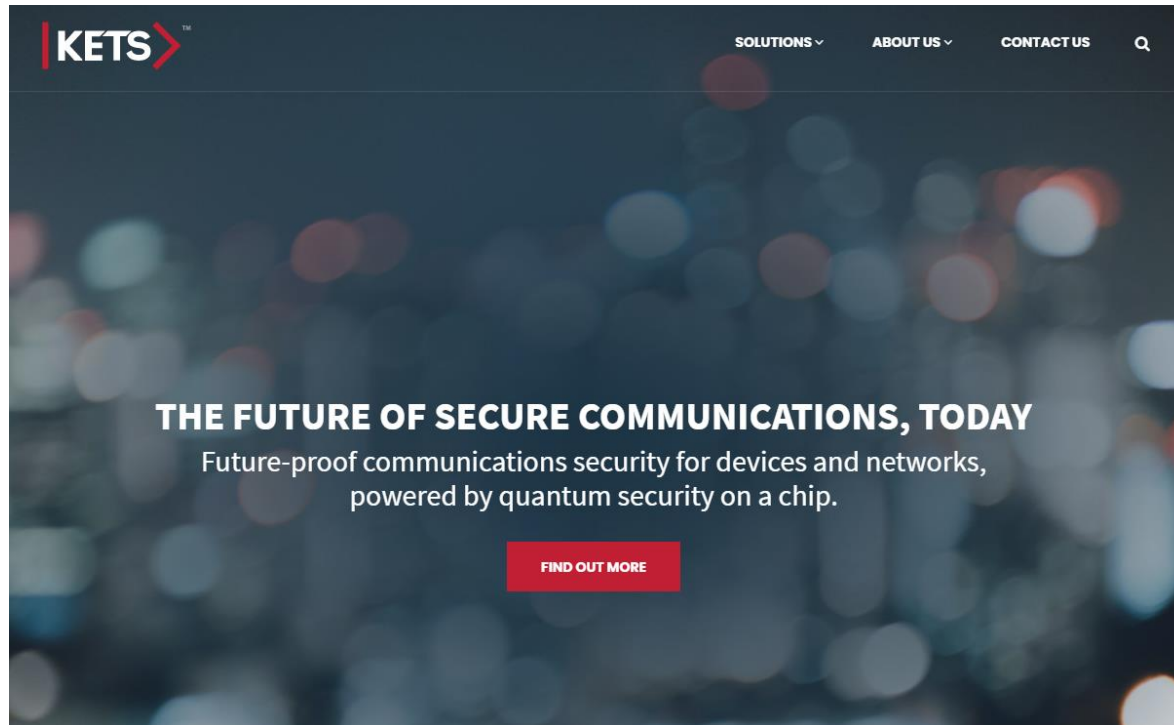 KETS
TM
SOLUTIONS
ABOUT US
CONTACT US
THE FUTURE OF SECURE COMMUNICATIONS, TODAY
Future-proof communications security for devices and networks,
powered by quantum security on a chip.
FIND OUT MORE